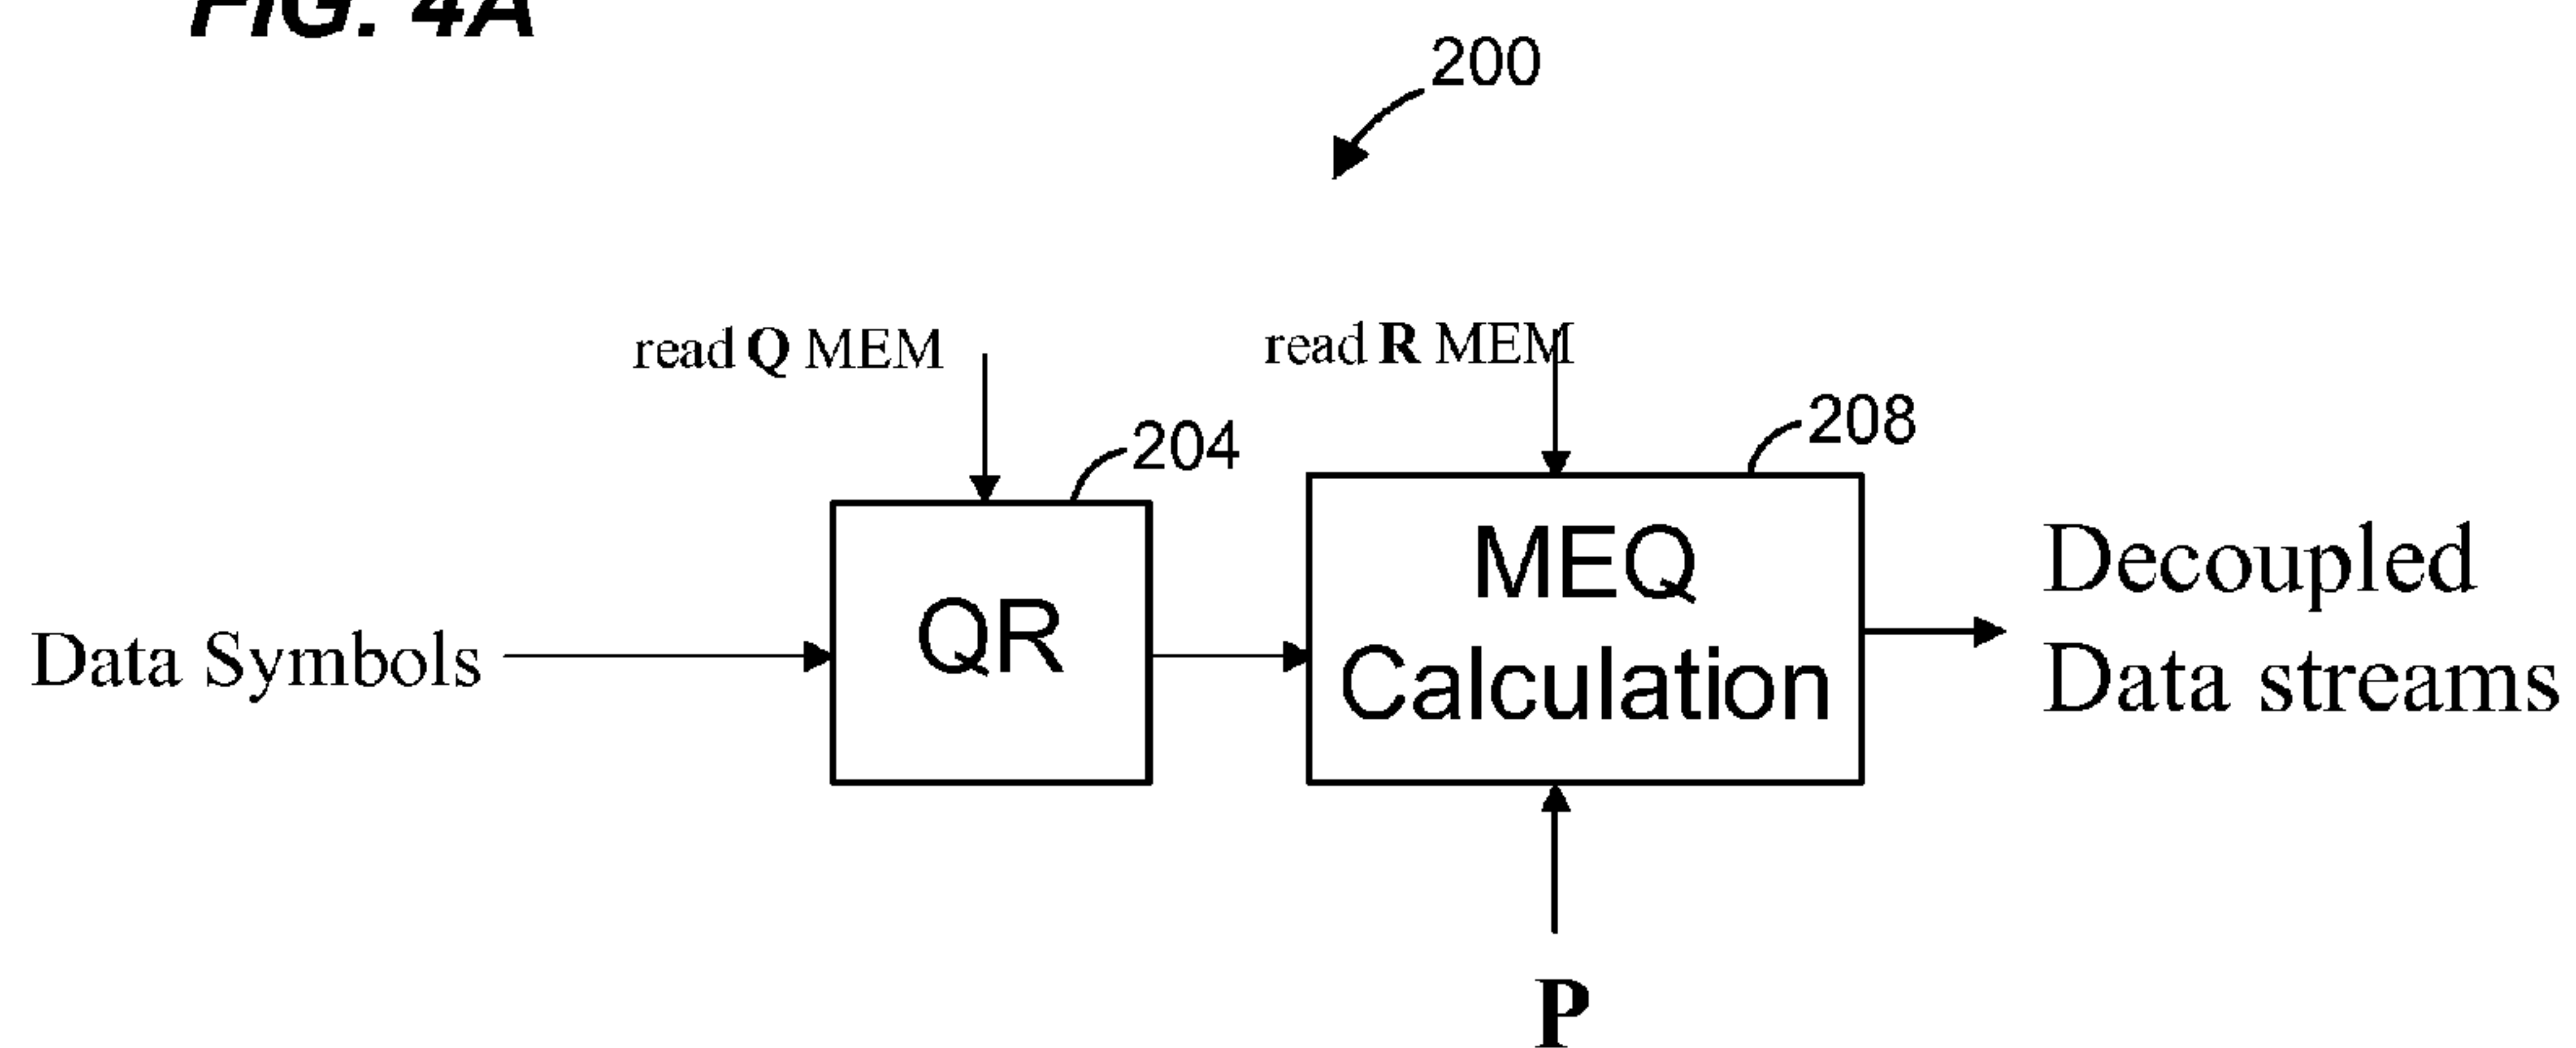 FIG. 4A
200
read Q MEM
read R MEM
204
208
QR
MEQ
Calculation
Data Symbols
Decoupled
Data streams
P